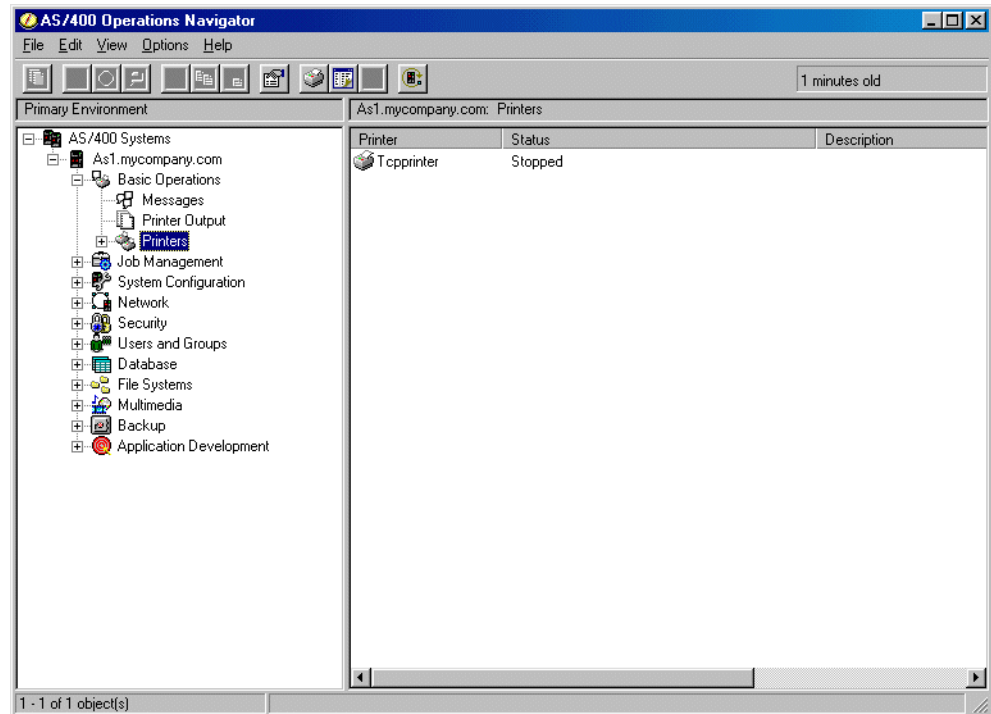 AS/400 Operations Navigator
File Edit View Options Help
1 minutes old
Primary Environment
As1.mycompany.com: Printers
AS/400 Systems
As1.mycompany.com
Basic Operations
Messages
Printer Output
Printers
Job Management
System Configuration
Network
Security
Users and Groups
Database
File Systems
Multimedia
Backup
Application Development
Printer Status Description
Tcpprinter Stopped
1 - 1 of 1 object(s)